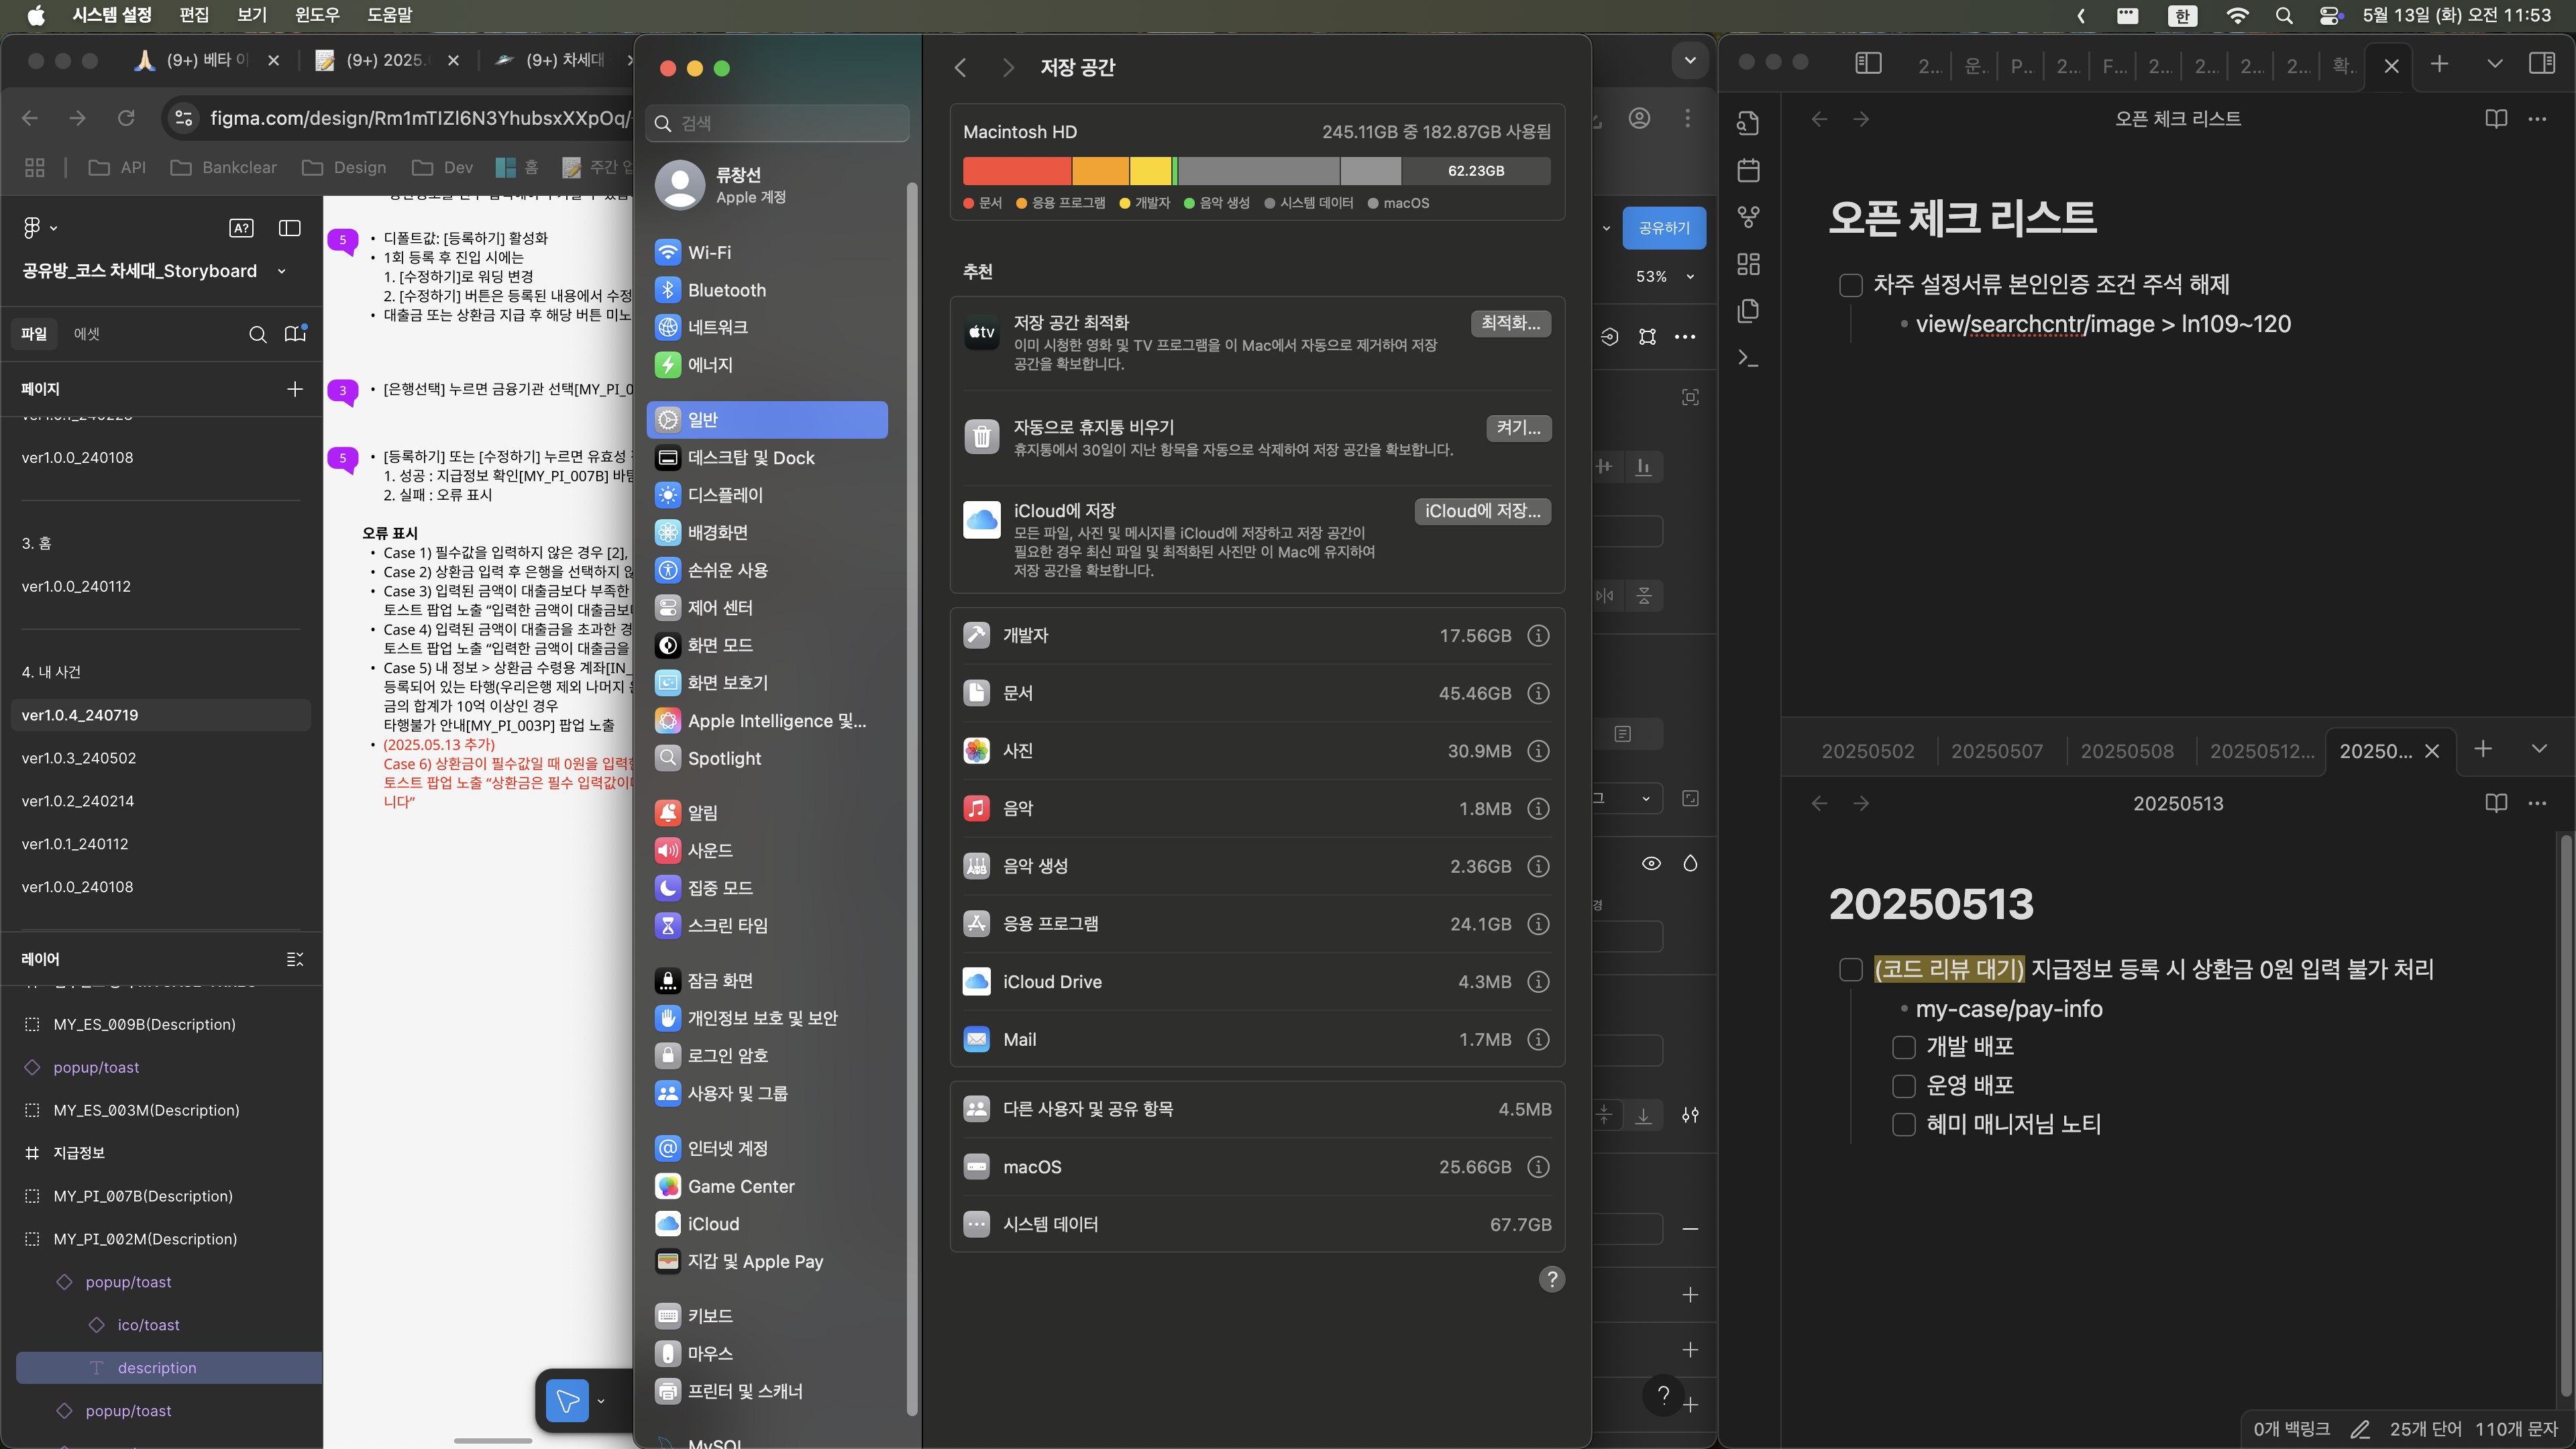 시스템 설정 편집 보기 윈도우 도움말
한 5월 13일 (화) 오전 11:53
(9+) 베타 (9+) 2025. (9+) 차세대
figma.com/design/Rm1mTIZl6N3YhubsxXXpOq/
API Bankclear Design Dev 홈 주간
공유방_코스 차세대_Storyboard
파일 에셋
페이지
ver1.0.0_240108
3. 홈
ver1.0.0_240112
4. 내 사건
ver1.0.4_240719
ver1.0.3_240502
ver1.0.2_240214
ver1.0.1_240112
ver1.0.0_240108
레이어
MY_ES_009B(Description)
popup/toast
MY_ES_003M(Description)
지급정보
MY_PI_007B(Description)
MY_PI_002M(Description)
popup/toast
ico/toast
description
popup/toast
5
• 디폴트값: [등록하기] 활성화
• 1회 등록 후 진입 시에는
1. [수정하기]로 워딩 변경
2. [수정하기] 버튼은 등록된 내용에서 수정
• 대출금 또는 상환금 지급 후 해당 버튼 미노
3
• [은행선택] 누르면 금융기관 선택[MY_PI_0
5
• [등록하기] 또는 [수정하기] 누르면 유효성
1. 성공 : 지급정보 확인[MY_PI_007B] 바텀
2. 실패 : 오류 표시
오류 표시
• Case 1) 필수값을 입력하지 않은 경우 [2],
• Case 2) 상환금 입력 후 은행을 선택하지
• Case 3) 입력된 금액이 대출금보다 부족한
토스트 팝업 노출 “입력한 금액이 대출금보
• Case 4) 입력된 금액이 대출금을 초과한 경
토스트 팝업 노출 “입력한 금액이 대출금을
• Case 5) 내 정보 > 상환금 수령용 계좌[IN_
등록되어 있는 타행(우리은행 제외 나머지
금의 합계가 10억 이상인 경우
타행불가 안내[MY_PI_003P] 팝업 노출
• (2025.05.13 추가)
Case 6) 상환금이 필수값일 때 0원을 입력한
토스트 팝업 노출 “상환금은 필수 입력값이
니다”
검색
류창선
Apple 계정
Wi-Fi
Bluetooth
네트워크
에너지
일반
데스크탑 및 Dock
디스플레이
배경화면
손쉬운 사용
제어 센터
화면 모드
화면 보호기
Apple Intelligence 및...
Spotlight
알림
사운드
집중 모드
스크린 타임
잠금 화면
개인정보 보호 및 보안
로그인 암호
사용자 및 그룹
인터넷 계정
Game Center
iCloud
지갑 및 Apple Pay
키보드
마우스
프린터 및 스캐너
MySQL
저장 공간
Macintosh HD 245.11GB 중 182.87GB 사용됨
62.23GB
문서 응용 프로그램 개발자 음악 생성 시스템 데이터 macOS
추천
tv
저장 공간 최적화 최적화...
이미 시청한 영화 및 TV 프로그램을 이 Mac에서 자동으로 제거하여 저장
공간을 확보합니다.
자동으로 휴지통 비우기 켜기...
휴지통에서 30일이 지난 항목을 자동으로 삭제하여 저장 공간을 확보합니다.
iCloud에 저장 iCloud에 저장...
모든 파일, 사진 및 메시지를 iCloud에 저장하고 저장 공간이
필요한 경우 최신 파일 및 최적화된 사진만 이 Mac에 유지하여
저장 공간을 확보합니다.
개발자 17.56GB
문서 45.46GB
사진 30.9MB
음악 1.8MB
음악 생성 2.36GB
응용 프로그램 24.1GB
iCloud Drive 4.3MB
Mail 1.7MB
다른 사용자 및 공유 항목 4.5MB
macOS 25.66GB
시스템 데이터 67.7GB
?
공유하기
53%
그
경
?
2... 운. P... 2... F... 2... 2... 2... 2... 확.
오픈 체크 리스트
오픈 체크 리스트
차주 설정서류 본인인증 조건 주석 해제
• view/searchcntr/image > ln109~120
20250502 20250507 20250508 20250512... 20250...
20250513
20250513
(코드 리뷰 대기) 지급정보 등록 시 상환금 0원 입력 불가 처리
• my-case/pay-info
개발 배포
운영 배포
혜미 매니저님 노티
0개 백링크 25개 단어 110개 문자